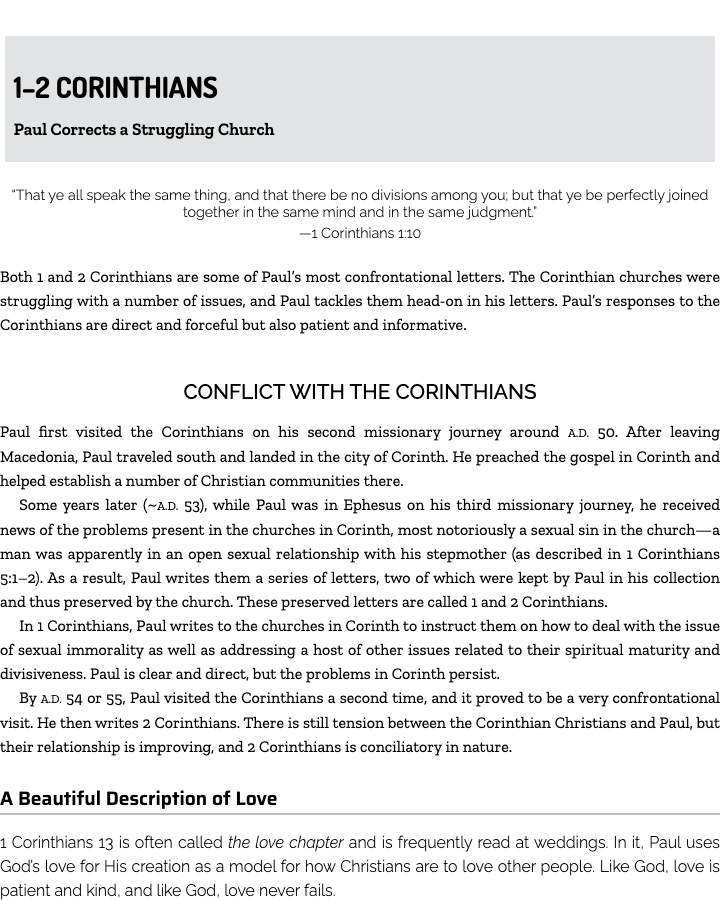 1–2 CORINTHIANS
Paul Corrects a Struggling Church
“That ye all speak the same thing, and that there be no divisions among you; but that ye be perfectly joined
together in the same mind and in the same judgment.”
—1 Corinthians 1:10
Both 1 and 2 Corinthians are some of Paul’s most confrontational letters. The Corinthian churches were
struggling with a number of issues, and Paul tackles them head-on in his letters. Paul’s responses to the
Corinthians are direct and forceful but also patient and informative.
CONFLICT WITH THE CORINTHIANS
Paul first visited the Corinthians on his second missionary journey around A.D. 50. After leaving
Macedonia, Paul traveled south and landed in the city of Corinth. He preached the gospel in Corinth and
helped establish a number of Christian communities there.
Some years later (~A.D. 53), while Paul was in Ephesus on his third missionary journey, he received
news of the problems present in the churches in Corinth, most notoriously a sexual sin in the church—a
man was apparently in an open sexual relationship with his stepmother (as described in 1 Corinthians
5:1–2). As a result, Paul writes them a series of letters, two of which were kept by Paul in his collection
and thus preserved by the church. These preserved letters are called 1 and 2 Corinthians.
In 1 Corinthians, Paul writes to the churches in Corinth to instruct them on how to deal with the issue
of sexual immorality as well as addressing a host of other issues related to their spiritual maturity and
divisiveness. Paul is clear and direct, but the problems in Corinth persist.
By A.D. 54 or 55, Paul visited the Corinthians a second time, and it proved to be a very confrontational
visit. He then writes 2 Corinthians. There is still tension between the Corinthian Christians and Paul, but
their relationship is improving, and 2 Corinthians is conciliatory in nature.
A Beautiful Description of Love
1 Corinthians 13 is often called the love chapter and is frequently read at weddings. In it, Paul uses
God’s love for His creation as a model for how Christians are to love other people. Like God, love is
patient and kind, and like God, love never fails.